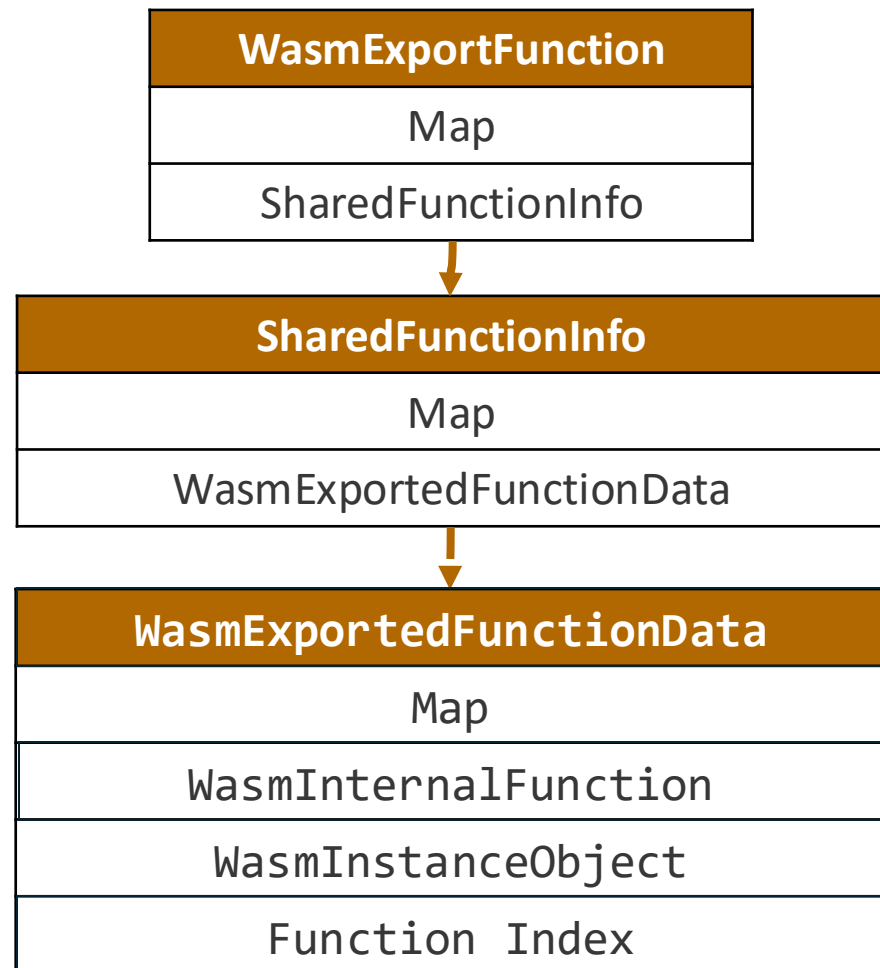 WasmExportFunction
Map
SharedFunctionInfo
SharedFunctionInfo
Map
WasmExportedFunctionData
WasmExportedFunctionData
Map
WasmInternalFunction
WasmInstanceObject
Function Index